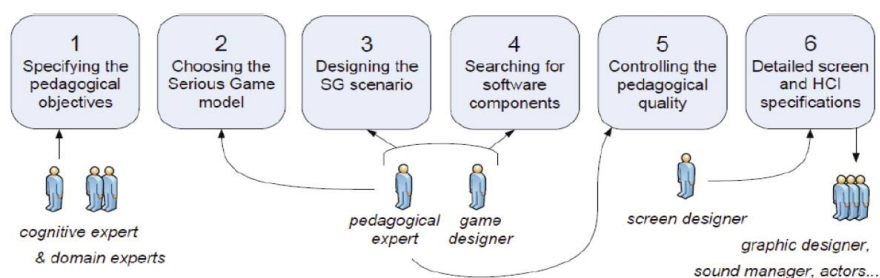 1
Specifying the
pedagogical
objectives
2
Choosing the
Serious Game
model
3
Designing the
SG scenario
4
Searching for
software
components
5
Controlling the
pedagogical
quality
6
Detailed screen
and HCI
specifications
cognitive expert
& domain experts
pedagogical
expert
game
designer
screen designer
graphic designer,
sound manager, actors...